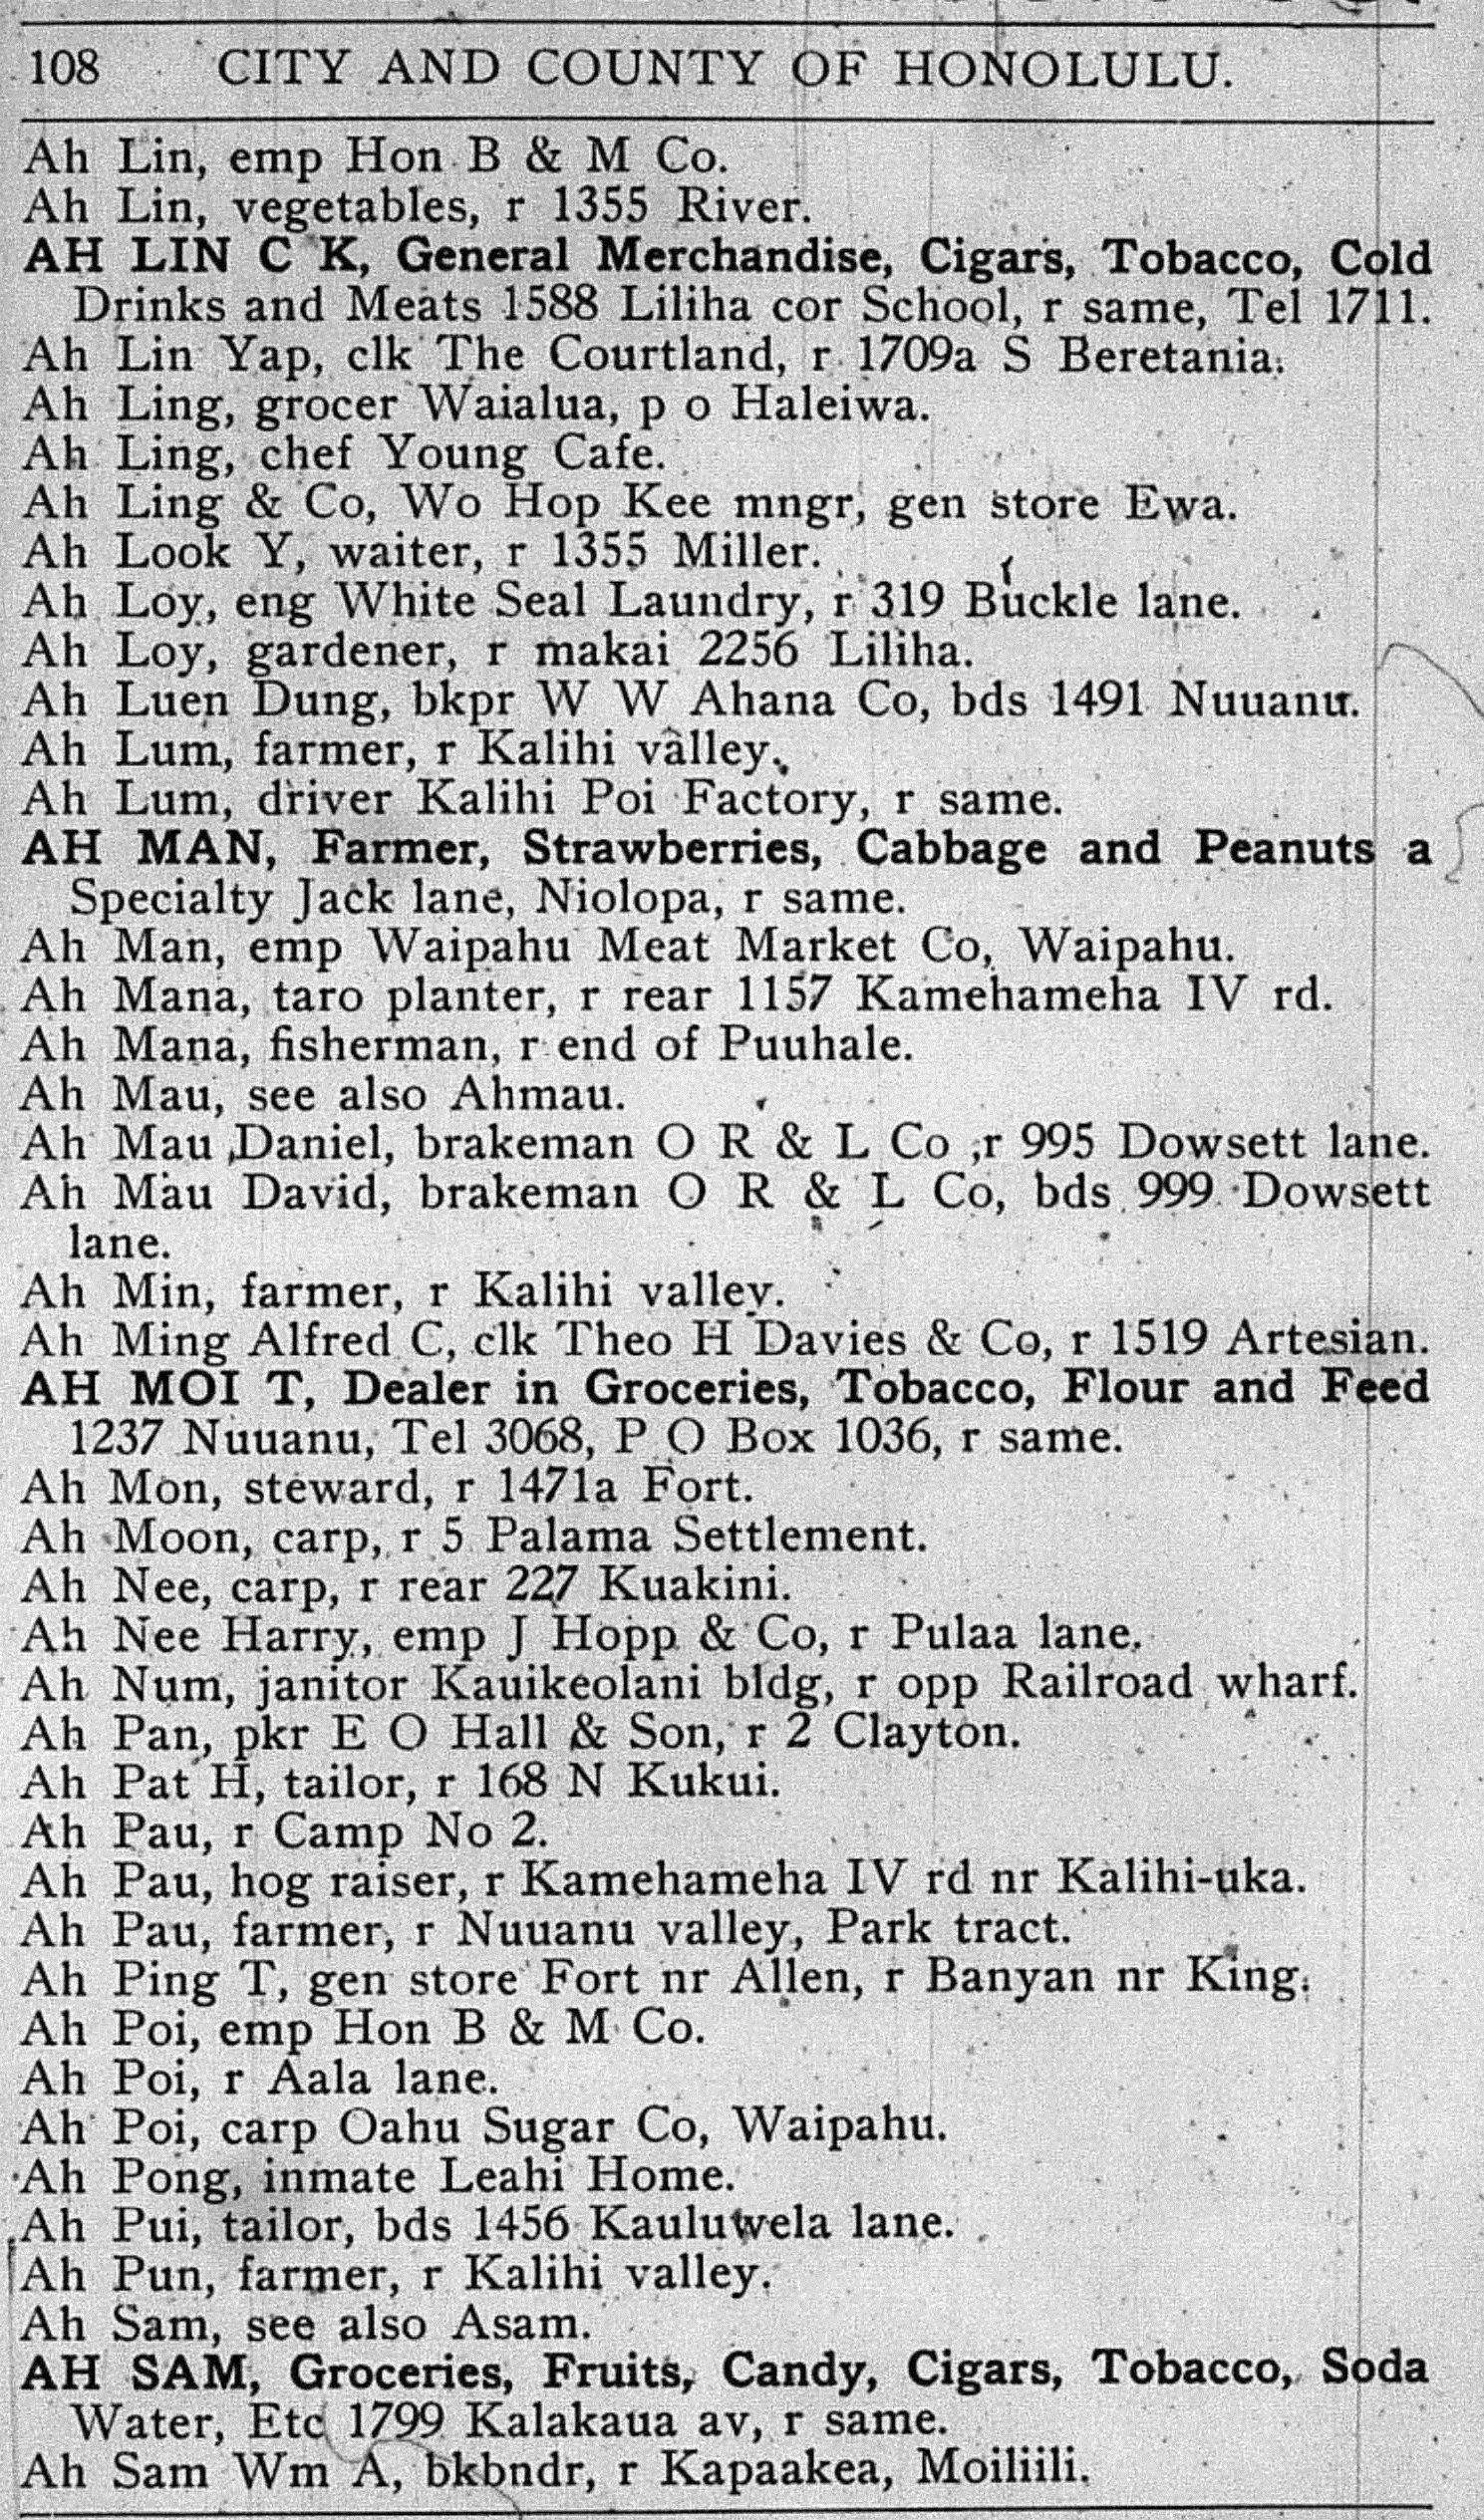 108 CITY AND COUNTY OF HONOLULU.
Ah Lin, emp Hon B & M Co.
Ah Lin, vegetables, r 1355 River.
AH LIN C K, General Merchandise, Cigars, Tobacco, Cold
Drinks and Meats 1588 Liliha cor School, r same, Tel 1711.
Ah Lin Yap, clk The Courtland, r 1709a S Beretania.
Ah Ling, grocer Waialua, p o Haleiwa.
Ah Ling, chef Young Cafe.
Ah Ling & Co, Wo Hop Kee mngr, gen store Ewa.
Ah Look Y, waiter, r 1355 Miller.
Ah Loy, eng White Seal Laundry, r 319 Buckle lane.
Ah Loy, gardener, r makai 2256 Liliha.
Ah Luen Dung, bkpr W W Ahana Co, bds 1491 Nuuanu.
Ah Lum, farmer, r Kalihi valley.
Ah Lum, driver Kalihi Poi Factory, r same.
AH MAN, Farmer, Strawberries, Cabbage and Peanuts a
Specialty Jack lane, Niolopa, r same.
Ah Man, emp Waipahu Meat Market Co, Waipahu.
Ah Mana, taro planter, r rear 1157 Kamehameha IV rd.
Ah Mana, fisherman, r end of Puuhale.
Ah Mau, see also Ahmau.
Ah Mau ,Daniel, brakeman O R & L Co ;r 995 Dowsett lane.
Ah Mau David, brakeman O R & L Co, bds 999 Dowsett
lane.
Ah Min, farmer, r Kalihi valley.
Ah Ming Alfred C, clk Theo H Davies & Co, r 1519 Artesian.
AH MOI T, Dealer in Groceries, Tobacco, Flour and Feed
1237 Nuuanu, Tel 3068, P O Box 1036, r same.
Ah Mon, steward, r 1471a Fort.
Ah Moon, carp, r 5 Palama Settlement.
Ah Nee, carp, r rear 227 Kuakini.
Ah Nee Harry, emp J Hopp & Co, r Pulaa lane.
Ah Num, janitor Kauikeolani bldg, r opp Railroad wharf.
Ah Pan, pkr E O Hall & Son, r 2 Clayton.
Ah Pat H, tailor, r 168 N Kukui.
Ah Pau, r Camp No 2.
Ah Pau, hog raiser, r Kamehameha IV rd nr Kalihi-uka.
Ah Pau, farmer, r Nuuanu valley, Park tract.
Ah Ping T, gen store Fort nr Allen, r Banyan nr King.
Ah Poi, emp Hon B & M Co.
Ah Poi, r Aala lane.
Ah Poi, carp Oahu Sugar Co, Waipahu.
Ah Pong, inmate Leahi Home.
Ah Pui, tailor, bds 1456 Kauluwela lane.
Ah Pun, farmer, r Kalihi valley.
Ah Sam, see also Asam.
AH SAM, Groceries, Fruits, Candy, Cigars, Tobacco, Soda
Water, Etc 1799 Kalakaua av, r same.
Ah Sam Wm A, bkbndr, r Kapaakea, Moiliili.